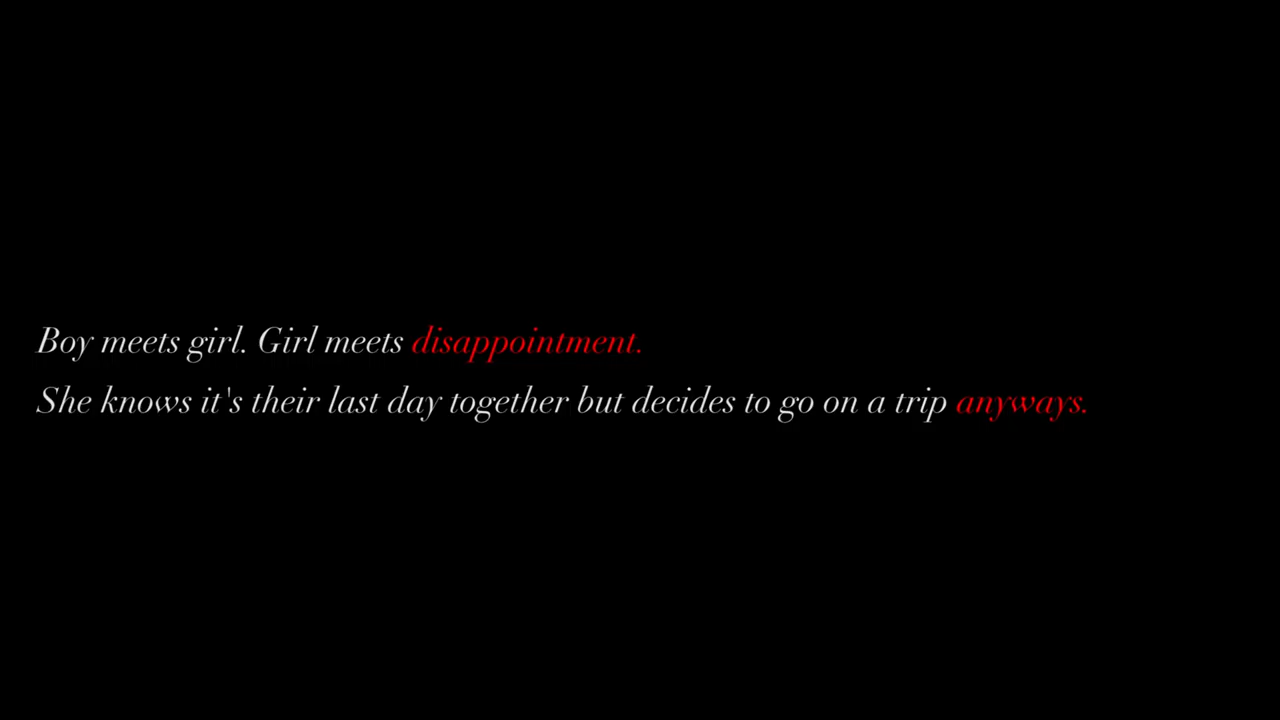 Boy meets girl. Girl meets disappointment.
She knows it's their last day together but decides to go on a trip anyways.